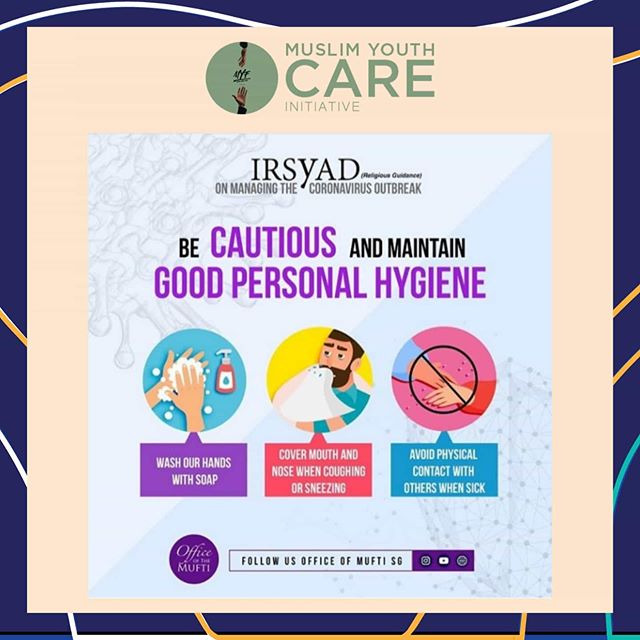 MUSLIM YOUTH
CARE
INITIATIVE
MYF
IRSYAD (Religious Guidance)
ON MANAGING THE CORONAVIRUS OUTBREAK
BE CAUTIOUS AND MAINTAIN
GOOD PERSONAL HYGIENE
WASH OUR HANDS
WITH SOAP
COVER MOUTH AND
NOSE WHEN COUGHING
OR SNEEZING
AVOID PHYSICAL
CONTACT WITH
OTHERS WHEN SICK
Office
OF THE
MUFTI
FOLLOW US OFFICE OF MUFTI SG